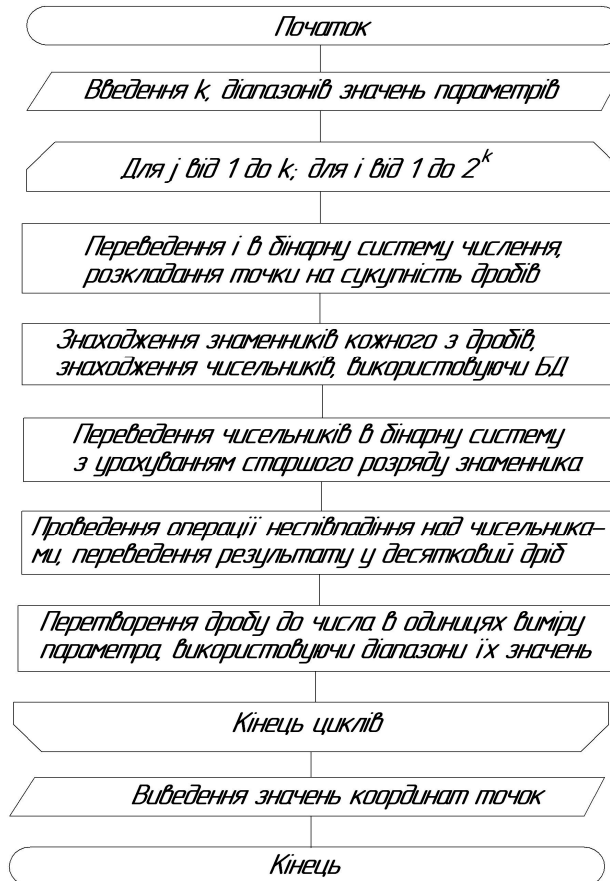 Початок
Введення k, діапазонів значень параметрів
Для j від 1 до k; для i від 1 до 2^k
Переведення і в бінарну систему числення,
розкладання точки на сукупність дробів
Знаходження знаменників кожного з дробів,
знаходження чисельників, використовуючи БД
Переведення чисельників в бінарну систему
з урахуванням старшого розряду знаменника
Проведення операції неспівпадіння над чисельника-
ми, переведення результату у десятковий дріб
Перетворення дробу до числа в одиницях виміру
параметра, використовуючи діапазони їх значень
Кінець циклів
Виведення значень координат точок
Кінець